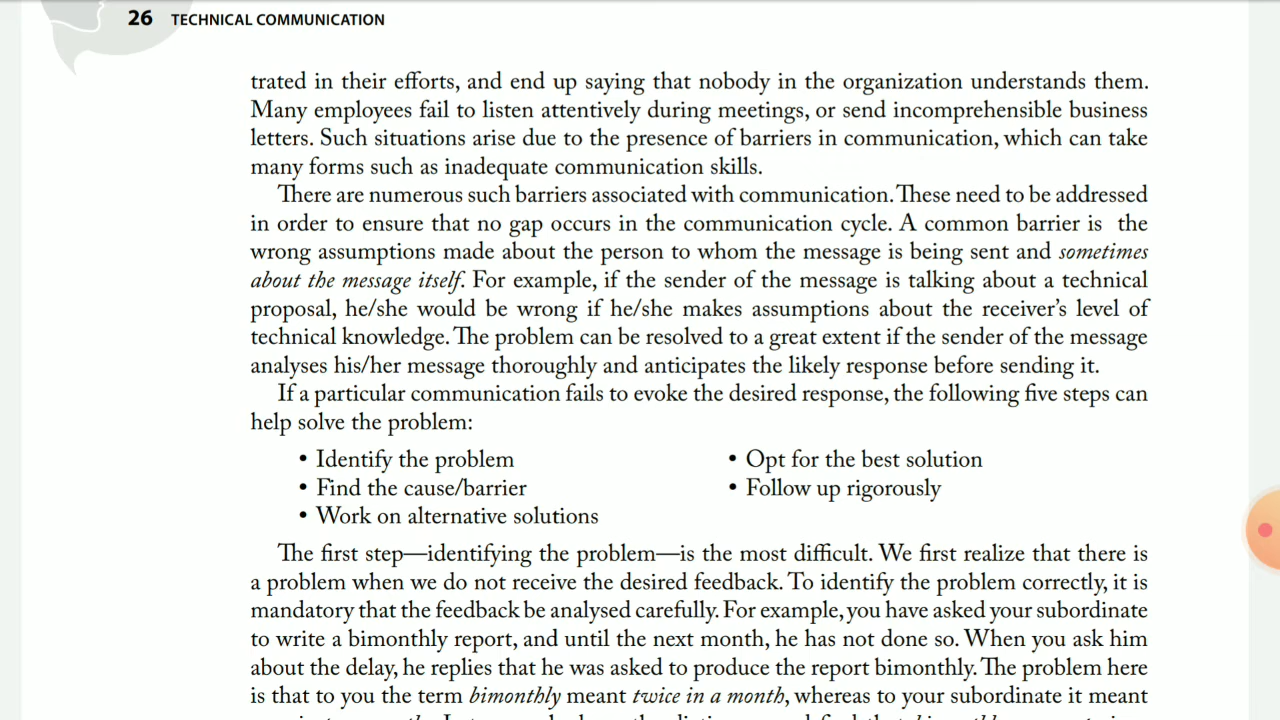 26 TECHNICAL COMMUNICATION
trated in their efforts, and end up saying that nobody in the organization understands them.
Many employees fail to listen attentively during meetings, or send incomprehensible business
letters. Such situations arise due to the presence of barriers in communication, which can take
many forms such as inadequate communication skills.
There are numerous such barriers associated with communication. These need to be addressed
in order to ensure that no gap occurs in the communication cycle. A common barrier is the
wrong assumptions made about the person to whom the message is being sent and sometimes
about the message itself. For example, if the sender of the message is talking about a technical
proposal, he/she would be wrong if he/she makes assumptions about the receiver's level of
technical knowledge. The problem can be resolved to a great extent if the sender of the message
analyses his/her message thoroughly and anticipates the likely response before sending it.
If a particular communication fails to evoke the desired response, the following five steps can
help solve the problem:
• Identify the problem
• Find the cause/barrier
• Work on alternative solutions
• Opt for the best solution
• Follow up rigorously
The first step—identifying the problem—is the most difficult. We first realize that there is
a problem when we do not receive the desired feedback. To identify the problem correctly, it is
mandatory that the feedback be analysed carefully. For example, you have asked your subordinate
to write a bimonthly report, and until the next month, he has not done so. When you ask him
about the delay, he replies that he was asked to produce the report bimonthly. The problem here
is that to you the term bimonthly meant twice in a month, whereas to your subordinate it meant